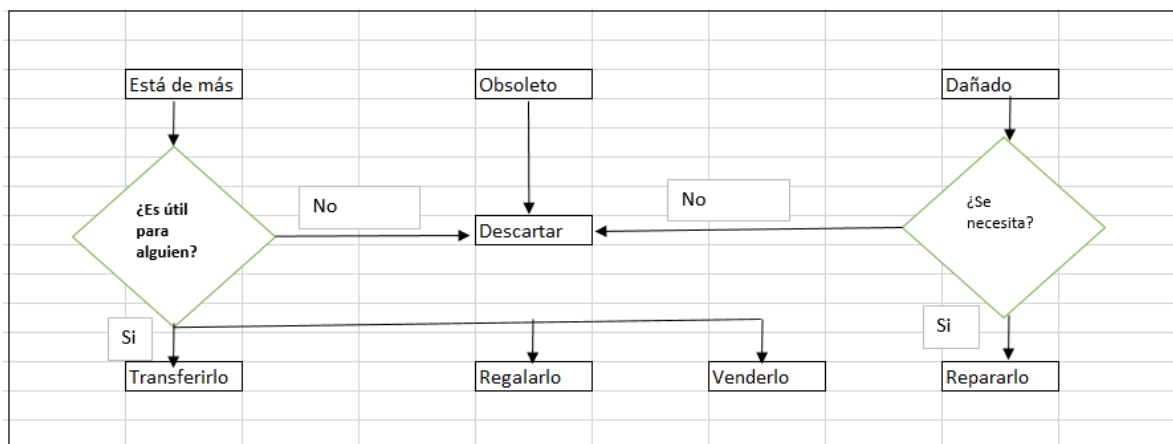 Está de más
Obsoleto
Dañado
¿Es útil
para
alguien?
No
Descartar
No
¿Se
necesita?
Si
Si
Transferirlo
Regalarlo
Venderlo
Repararlo